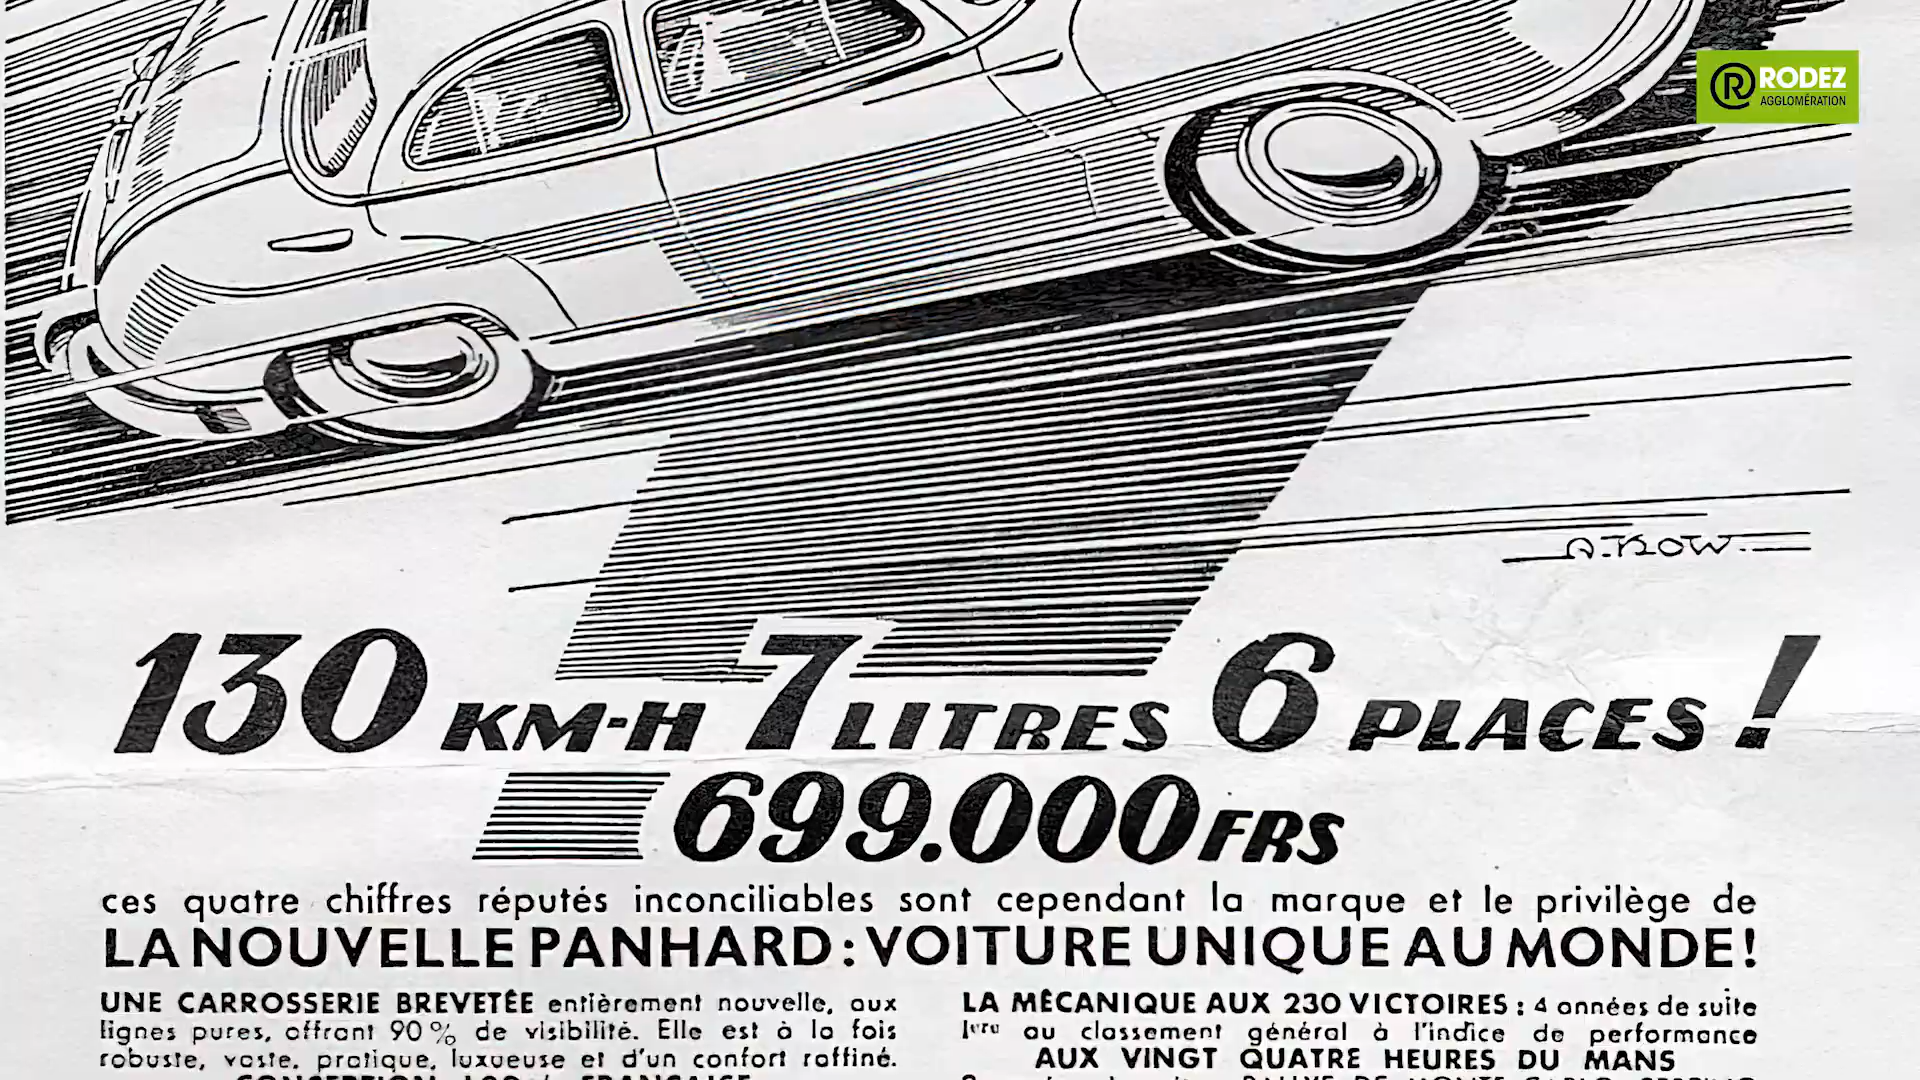 RODEZ
AGGLOMÉRATION
130 KM-H 7 LITRES 6 PLACES !
699.000 FRS
ces quatre chiffres réputés inconciliables sont cependant la marque et le privilège de
LA NOUVELLE PANHARD : VOITURE UNIQUE AU MONDE !
UNE CARROSSERIE BREVETÉE entièrement nouvelle, aux
lignes pures, offrant 90 % de visibilité. Elle est à la fois
robuste, vaste, pratique, luxueuse et d'un confort raffiné.
LA MÉCANIQUE AUX 230 VICTOIRES : 4 années de suite
1ère au classement général à l'indice de performance
AUX VINGT QUATRE HEURES DU MANS